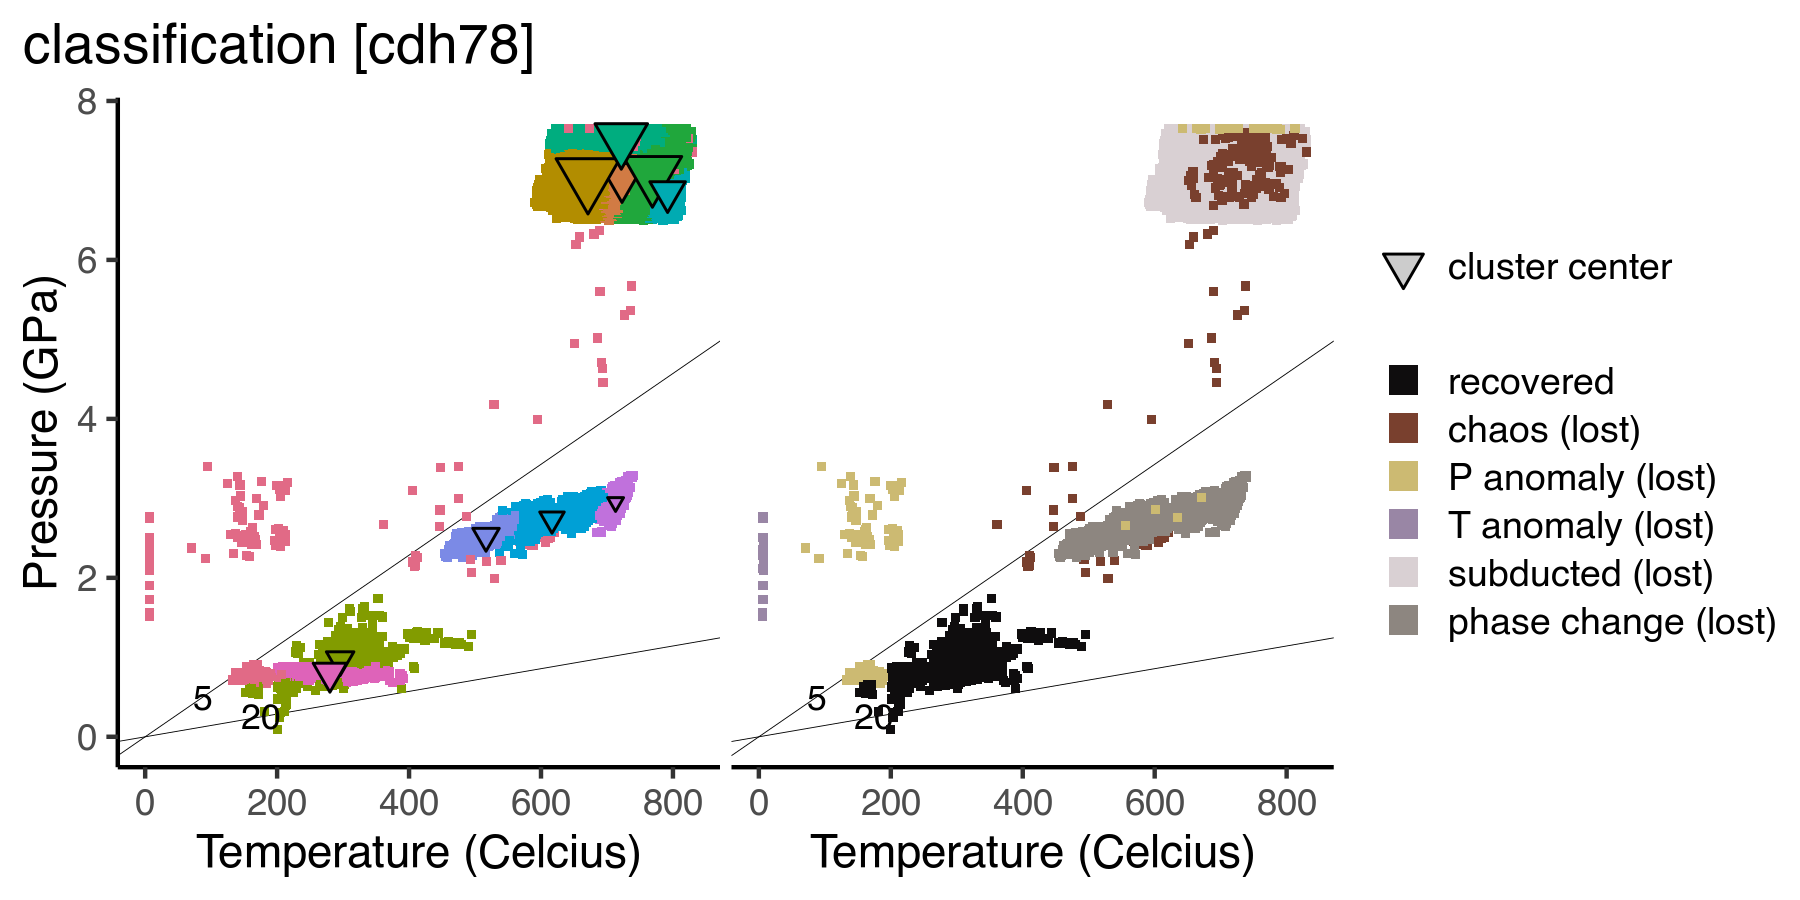 classification [cdh78]
Pressure (GPa)
8
6
4
2
0
5
20
0 200 400 600 800
Temperature (Celcius)
5
20
0 200 400 600 800
Temperature (Celcius)
cluster center
recovered
chaos (lost)
P anomaly (lost)
T anomaly (lost)
subducted (lost)
phase change (lost)